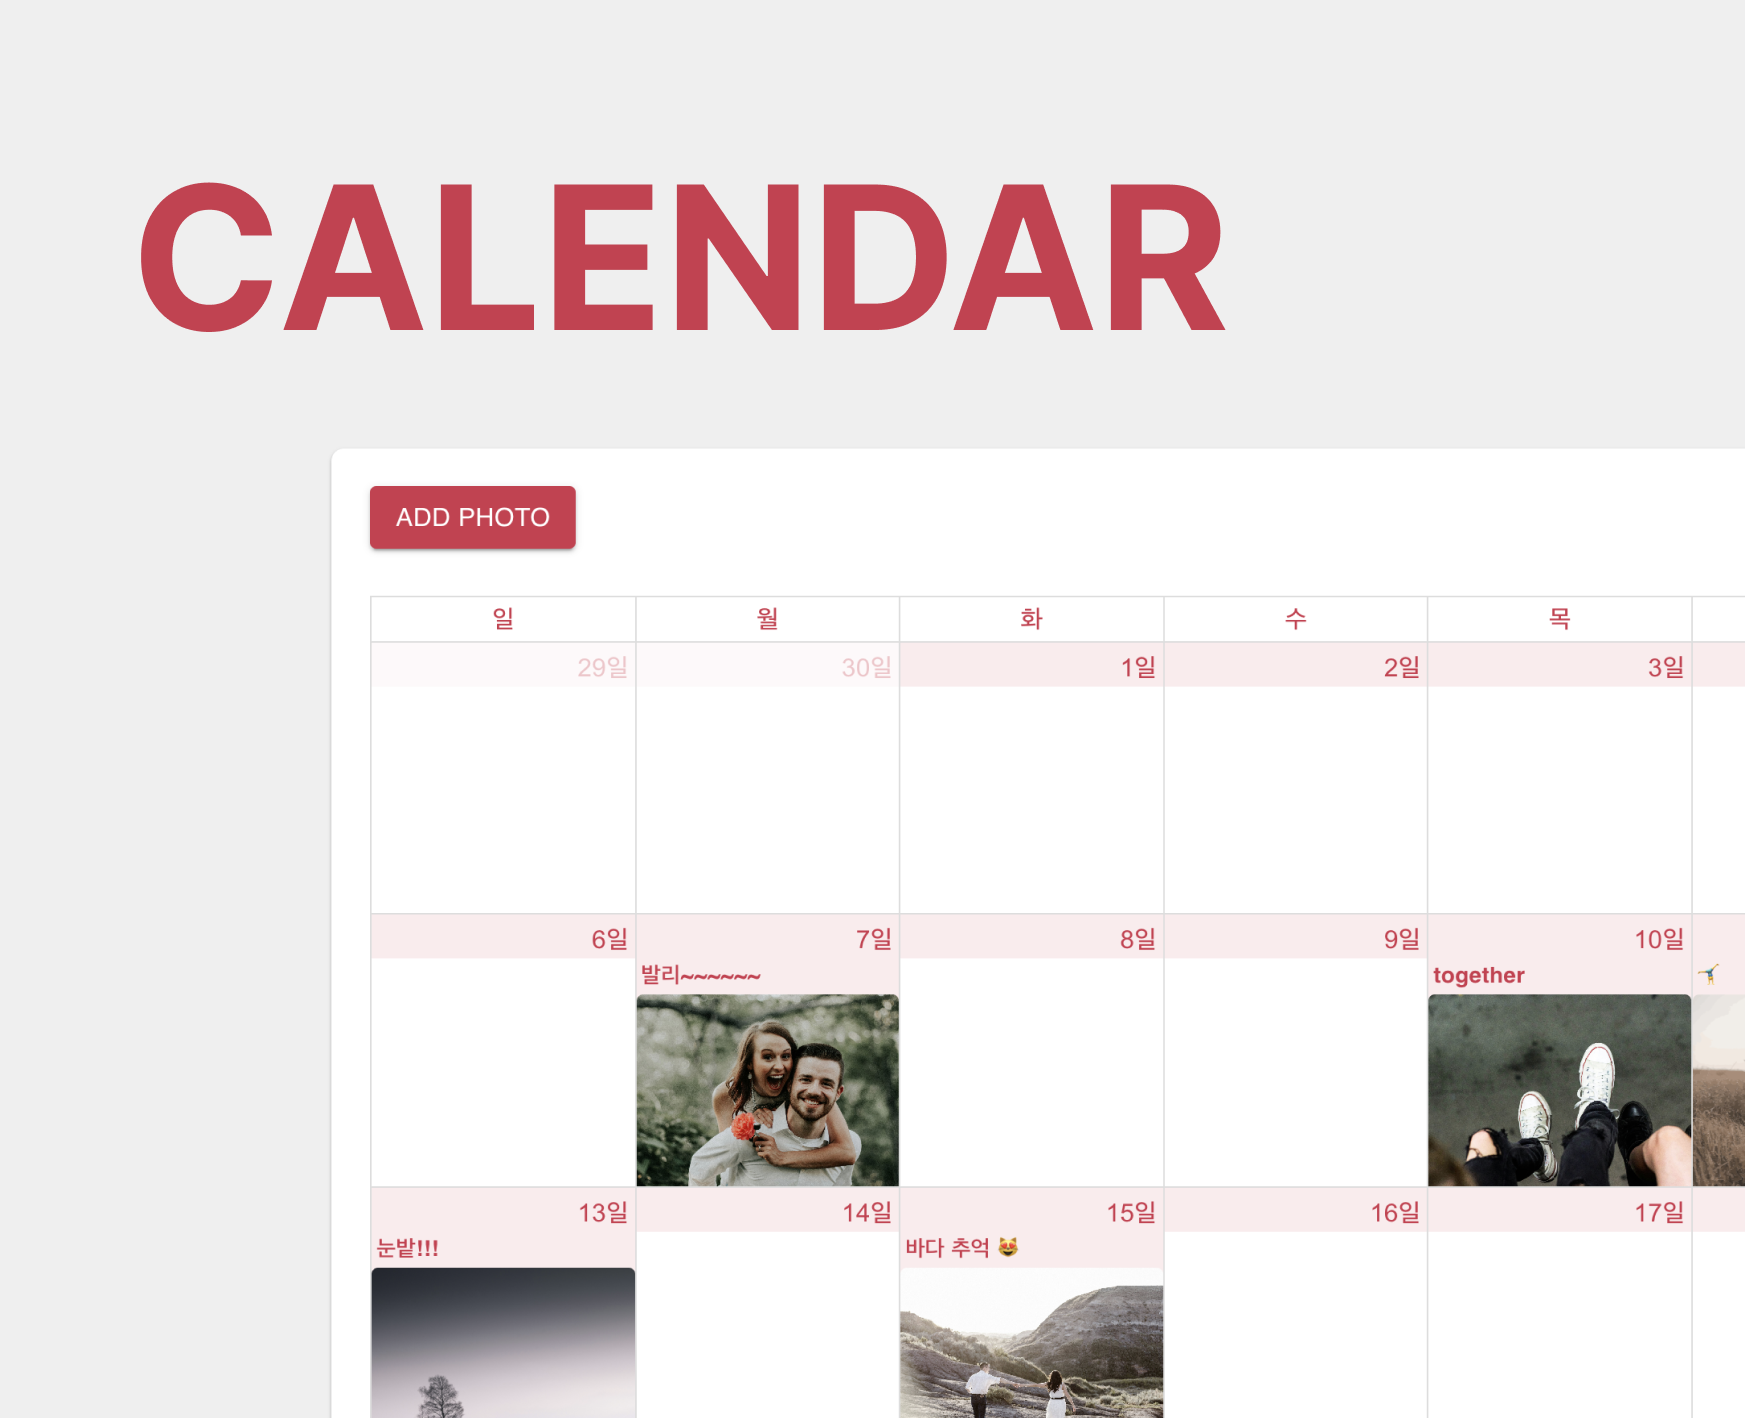 CALENDAR
ADD PHOTO
일 월 화 수 목
29일 30일 1일 2일 3일
6일 7일 8일 9일 10일
발리~~~~~~ together 🤸
13일 14일 15일 16일 17일
눈밭!!! 바다 추억 😻